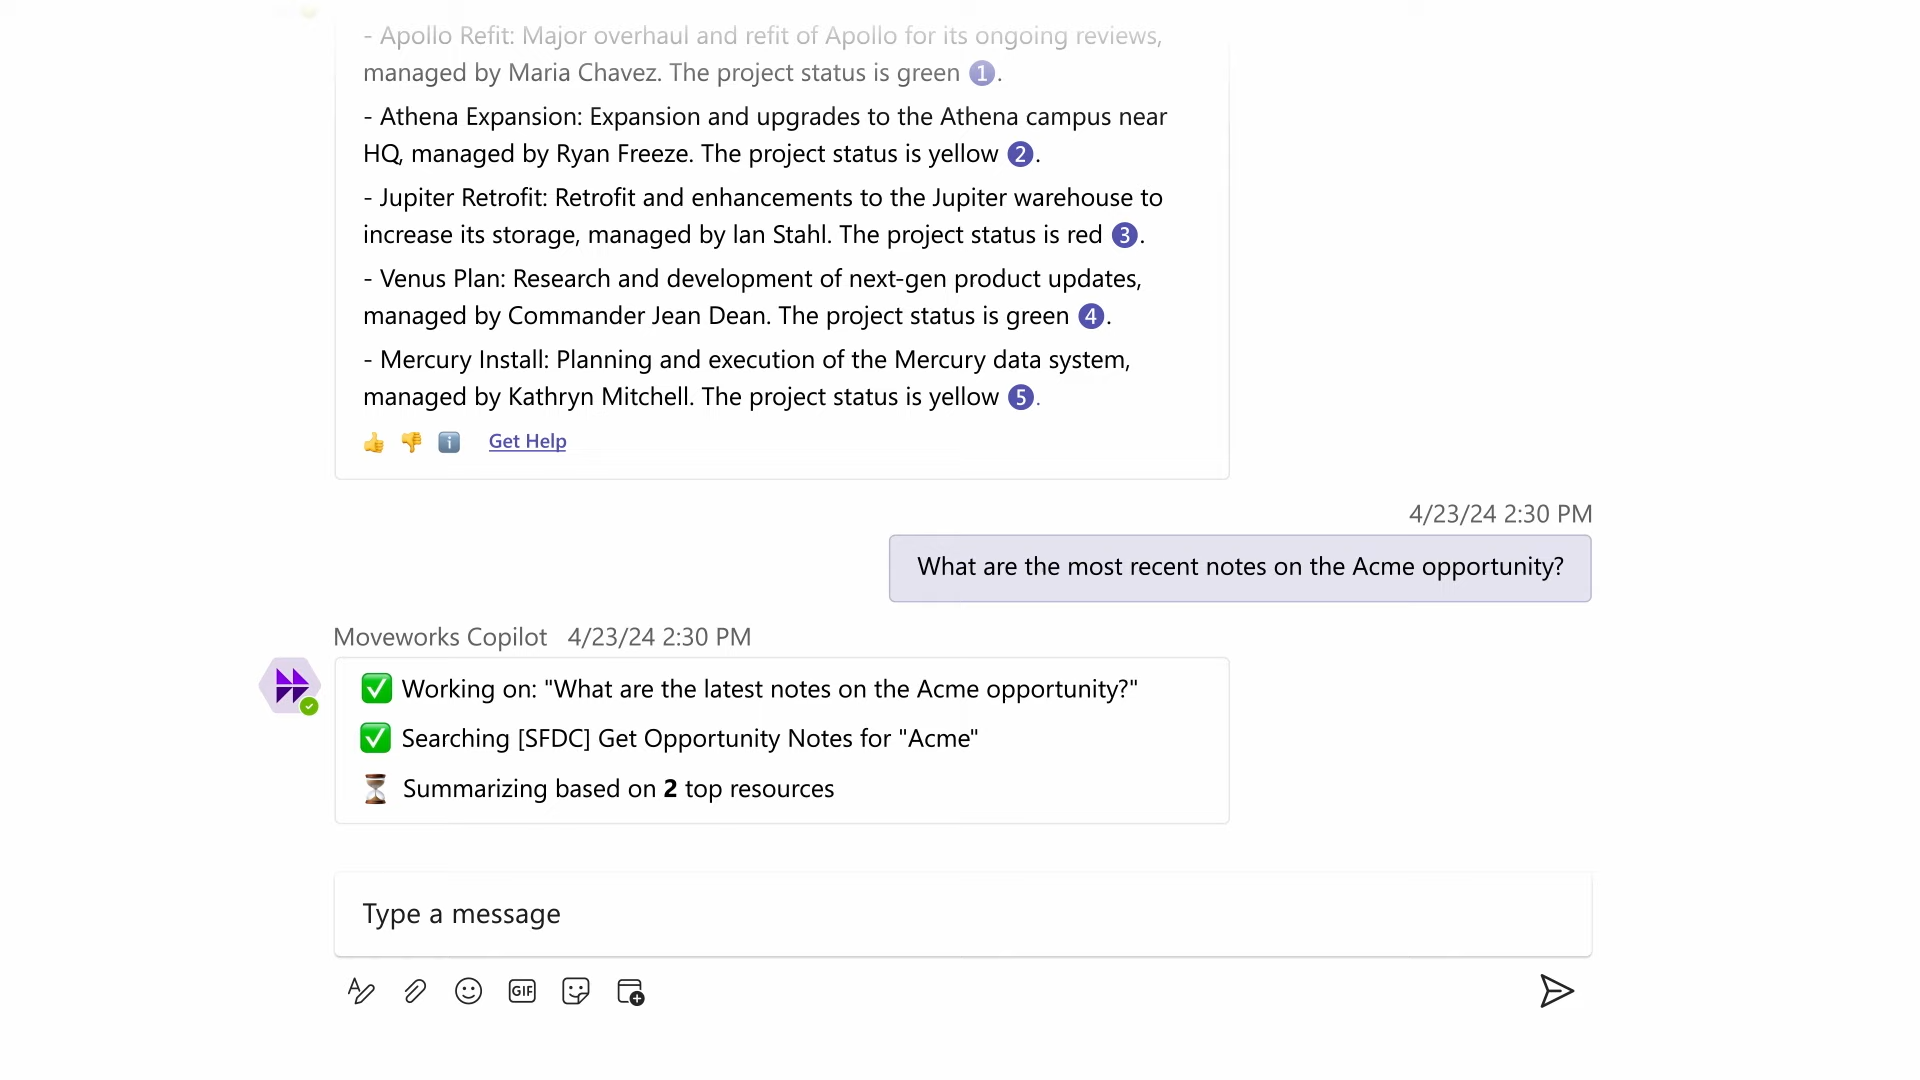 - Apollo Refit: Major overhaul and refit of Apollo for its ongoing reviews,
managed by Maria Chavez. The project status is green 1.
- Athena Expansion: Expansion and upgrades to the Athena campus near
HQ, managed by Ryan Freeze. The project status is yellow 2.
- Jupiter Retrofit: Retrofit and enhancements to the Jupiter warehouse to
increase its storage, managed by Ian Stahl. The project status is red 3.
- Venus Plan: Research and development of next-gen product updates,
managed by Commander Jean Dean. The project status is green 4.
- Mercury Install: Planning and execution of the Mercury data system,
managed by Kathryn Mitchell. The project status is yellow 5.
Get Help
4/23/24 2:30 PM
What are the most recent notes on the Acme opportunity?
Moveworks Copilot 4/23/24 2:30 PM
Working on: "What are the latest notes on the Acme opportunity?"
Searching [SFDC] Get Opportunity Notes for "Acme"
Summarizing based on 2 top resources
Type a message
GIF